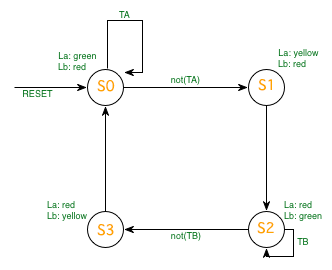 TA
La: green
Lb: red
La: yellow
Lb: red
S0
not(TA)
S1
RESET
La: red
Lb: yellow
La: red
Lb: green
S3
not(TB)
S2
TB